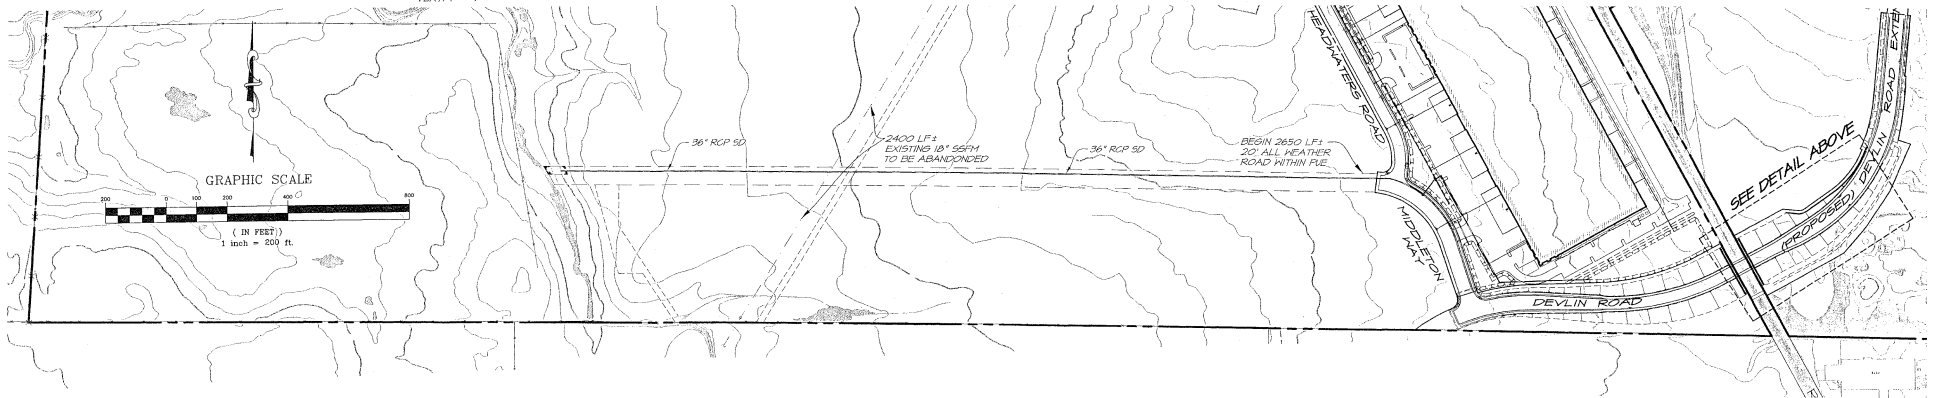 HEADWATERS ROAD
36" RCP SD
2400 LF±
EXISTING 18" SSFM
TO BE ABANDONDED
36" RCP SD
BEGIN 2650 LF±
20' ALL WEATHER
ROAD WITHIN PUE
MIDDLETON
WAY
DEVLIN ROAD
SEE DETAIL ABOVE
(PROPOSED) DEVLIN ROAD EXTEN
GRAPHIC SCALE
200 0 100 200 400 800
( IN FEET )
1 inch = 200 ft.